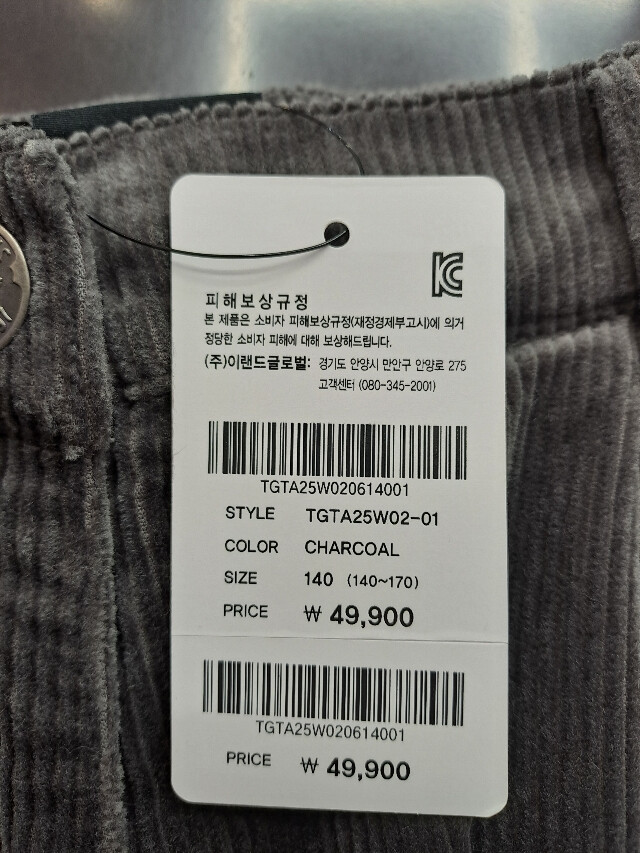 KC
피해보상규정
본 제품은 소비자 피해보상규정(재정경제부고시)에 의거
정당한 소비자 피해에 대해 보상해드립니다.
(주)이랜드글로벌: 경기도 안양시 만안구 안양로 275
고객센터 (080-345-2001)
TGTA25W020614001
STYLE TGTA25W02-01
COLOR CHARCOAL
SIZE 140 (140~170)
PRICE ₩ 49,900
TGTA25W020614001
PRICE ₩ 49,900